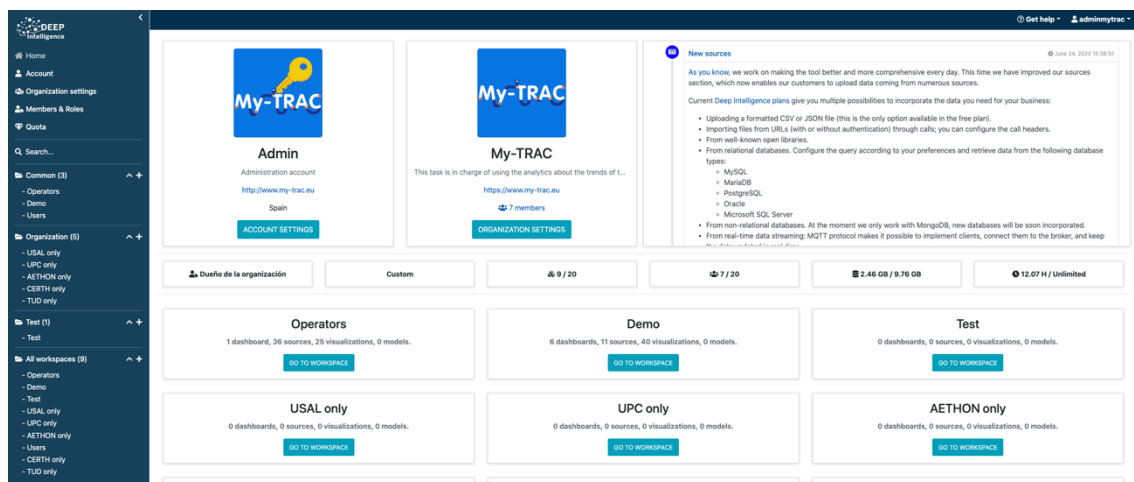 DEEP
Intelligence
Get help
adminmytrac
Home
Account
Organization settings
Members & Roles
Quota
Search...
Common (3)
- Operators
- Demo
- Users
Organization (5)
- USAL only
- UPC only
- AETHON only
- CERTH only
- TUD only
Test (1)
- Test
All workspaces (9)
- Operators
- Demo
- Test
- USAL only
- UPC only
- AETHON only
- Users
- CERTH only
- TUD only
My-TRAC
Admin
Administration account
http://www.my-trac.eu
Spain
ACCOUNT SETTINGS
My-TRAC
My-TRAC
This task is in charge of using the analytics about the trends of t...
https://www.my-trac.eu
7 members
ORGANIZATION SETTINGS
New sources
June 24, 2020 15:38:51
As you know, we work on making the tool better and more comprehensive every day. This time we have improved our sources
section, which now enables our customers to upload data coming from numerous sources.
Current Deep Intelligence plans give you multiple possibilities to incorporate the data you need for your business:
• Uploading a formatted CSV or JSON file (this is the only option available in the free plan).
• Importing files from URLs (with or without authentication) through calls; you can configure the call headers.
• From well-known open libraries.
• From relational databases. Configure the query according to your preferences and retrieve data from the following database
types:
◦ MySQL
◦ MariaDB
◦ PostgreSQL
◦ Oracle
◦ Microsoft SQL Server
• From non-relational databases. At the moment we only work with MongoDB, new databases will be soon incorporated.
• From real-time data streaming: MQTT protocol makes it possible to implement clients, connect them to the broker, and keep
the data updated in real-time.
Dueño de la organización
Custom
9 / 20
7 / 20
2.46 GB / 9.76 GB
12.07 H / Unlimited
Operators
1 dashboard, 36 sources, 25 visualizations, 0 models.
GO TO WORKSPACE
Demo
6 dashboards, 11 sources, 40 visualizations, 0 models.
GO TO WORKSPACE
Test
0 dashboards, 0 sources, 0 visualizations, 0 models.
GO TO WORKSPACE
USAL only
0 dashboards, 0 sources, 0 visualizations, 0 models.
GO TO WORKSPACE
UPC only
0 dashboards, 0 sources, 0 visualizations, 0 models.
GO TO WORKSPACE
AETHON only
0 dashboards, 0 sources, 0 visualizations, 0 models.
GO TO WORKSPACE